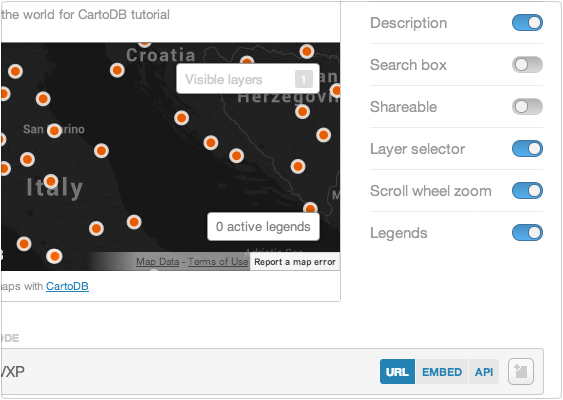 the world for CartoDB tutorial
Description
Croatia
Visible layers 1
Search box
Herzegovin
Shareable
San Marino
Layer selector
Italy
Scroll wheel zoom
0 active legends
Legends
Adriatic Sea
Map Data - Terms of Use Report a map error
aps with CartoDB
ODE
VXP
URL EMBED API